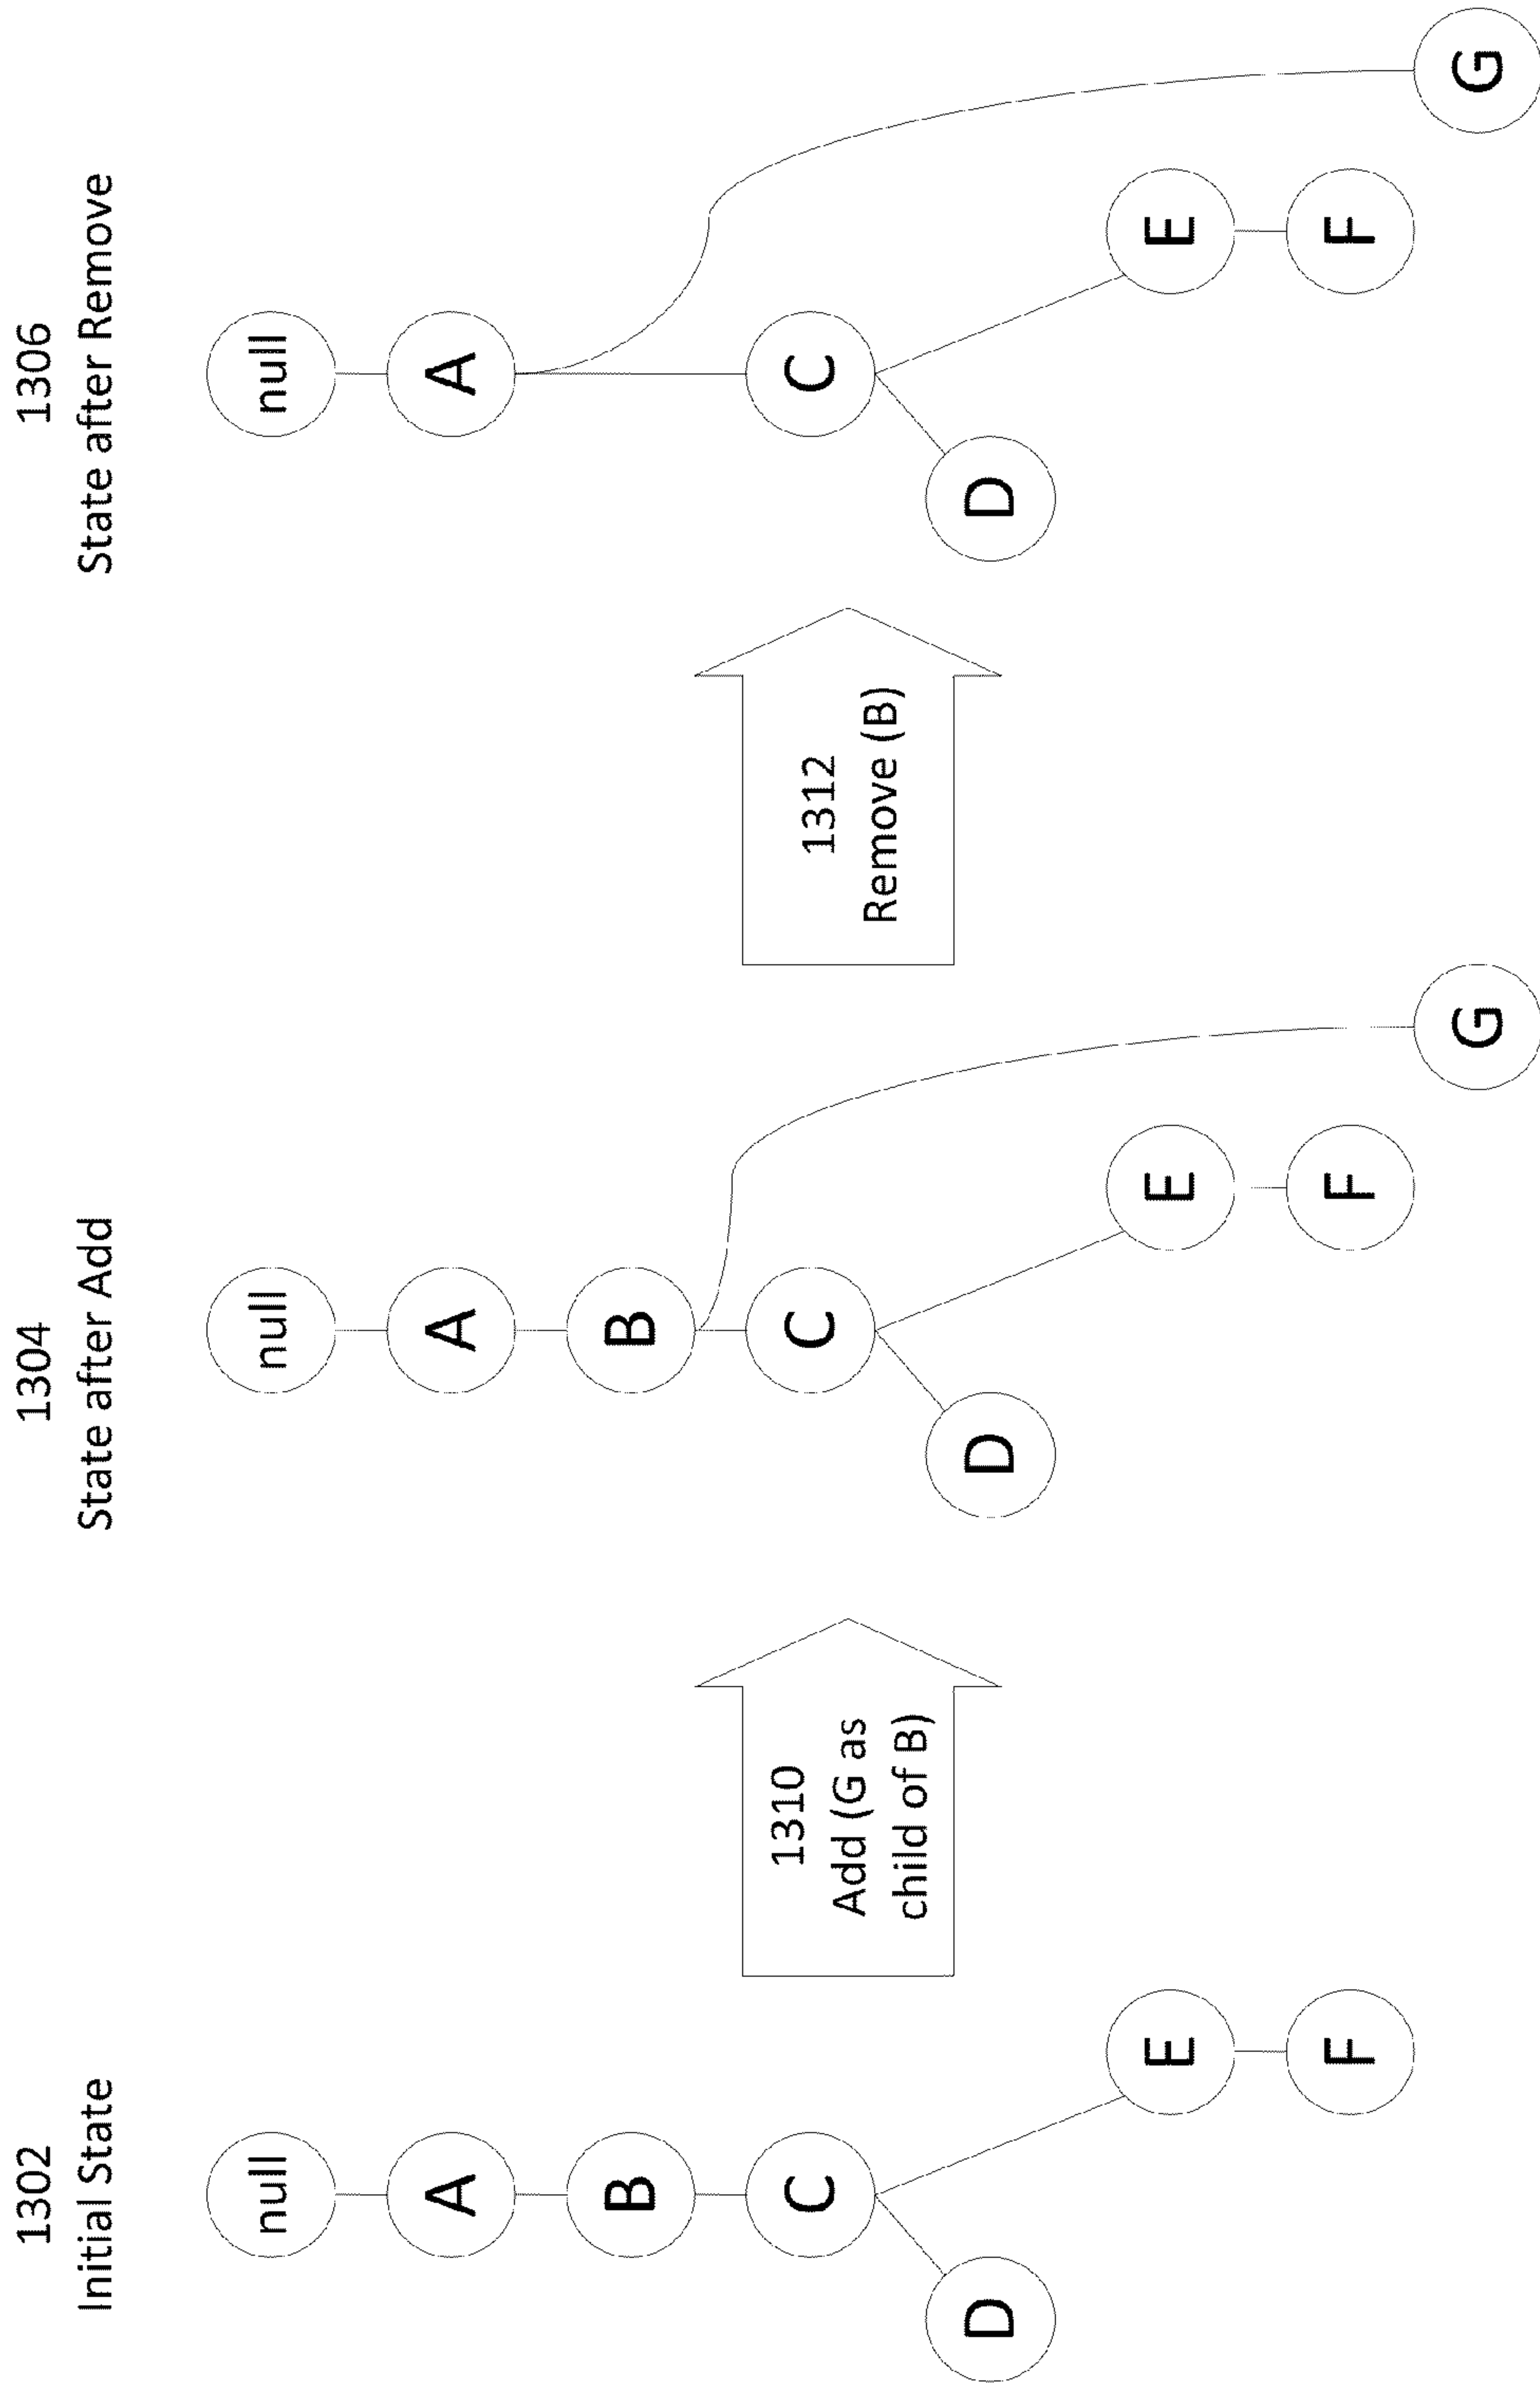 1302
Initial State
null
A
B
C
D
E
F
1310
Add (G as
child of B)
1304
State after Add
null
A
B
C
D
E
F
G
1312
Remove (B)
1306
State after Remove
null
A
C
D
E
F
G